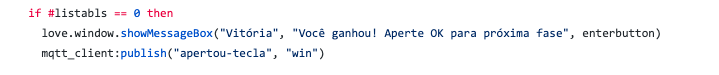 if #listabls == 0 then
love.window.showMessageBox("Vitória", "Você ganhou! Aperte OK para próxima fase", enterbutton)
mqtt_client:publish("apertou-tecla", "win")